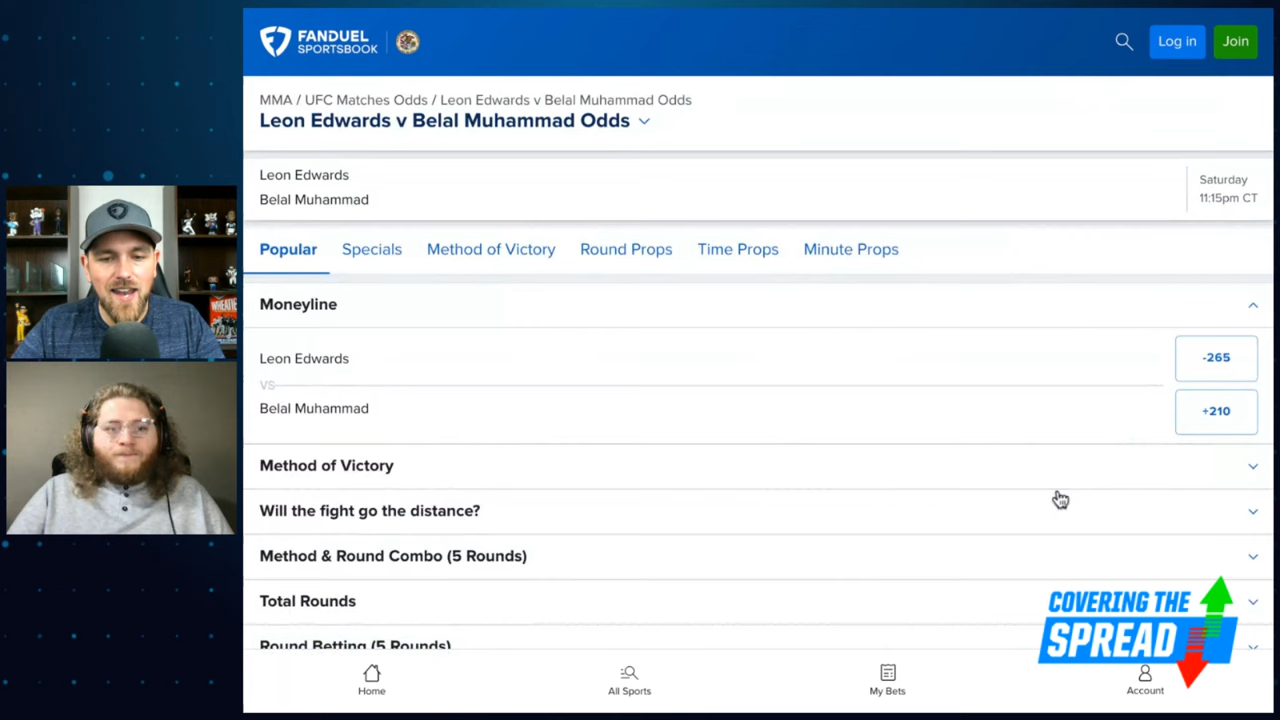 FANDUEL
SPORTSBOOK
Log in
Join
MMA / UFC Matches Odds / Leon Edwards v Belal Muhammad Odds
Leon Edwards v Belal Muhammad Odds
Leon Edwards
Belal Muhammad
Saturday
11:15pm CT
Popular Specials Method of Victory Round Props Time Props Minute Props
Moneyline
Leon Edwards
-265
VS
Belal Muhammad
+210
Method of Victory
Will the fight go the distance?
Method & Round Combo (5 Rounds)
Total Rounds
Round Betting (5 Rounds)
COVERING THE
SPREAD
Home
All Sports
My Bets
Account
WHEATIES